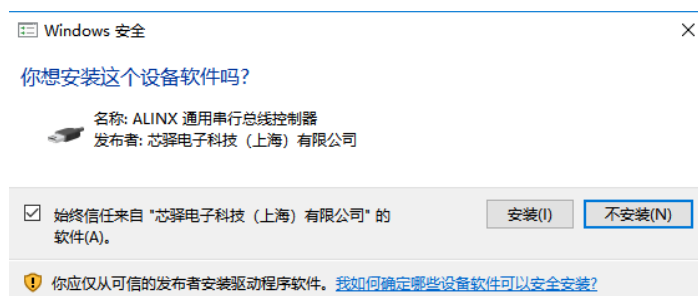 Windows 安全
你想安装这个设备软件吗?
名称: ALINX 通用串行总线控制器
发布者: 芯驿电子科技（上海）有限公司
始终信任来自 "芯驿电子科技（上海）有限公司" 的
软件(A)。
安装(I)
不安装(N)
你应仅从可信的发布者安装驱动程序软件。我如何确定哪些设备软件可以安全安装?